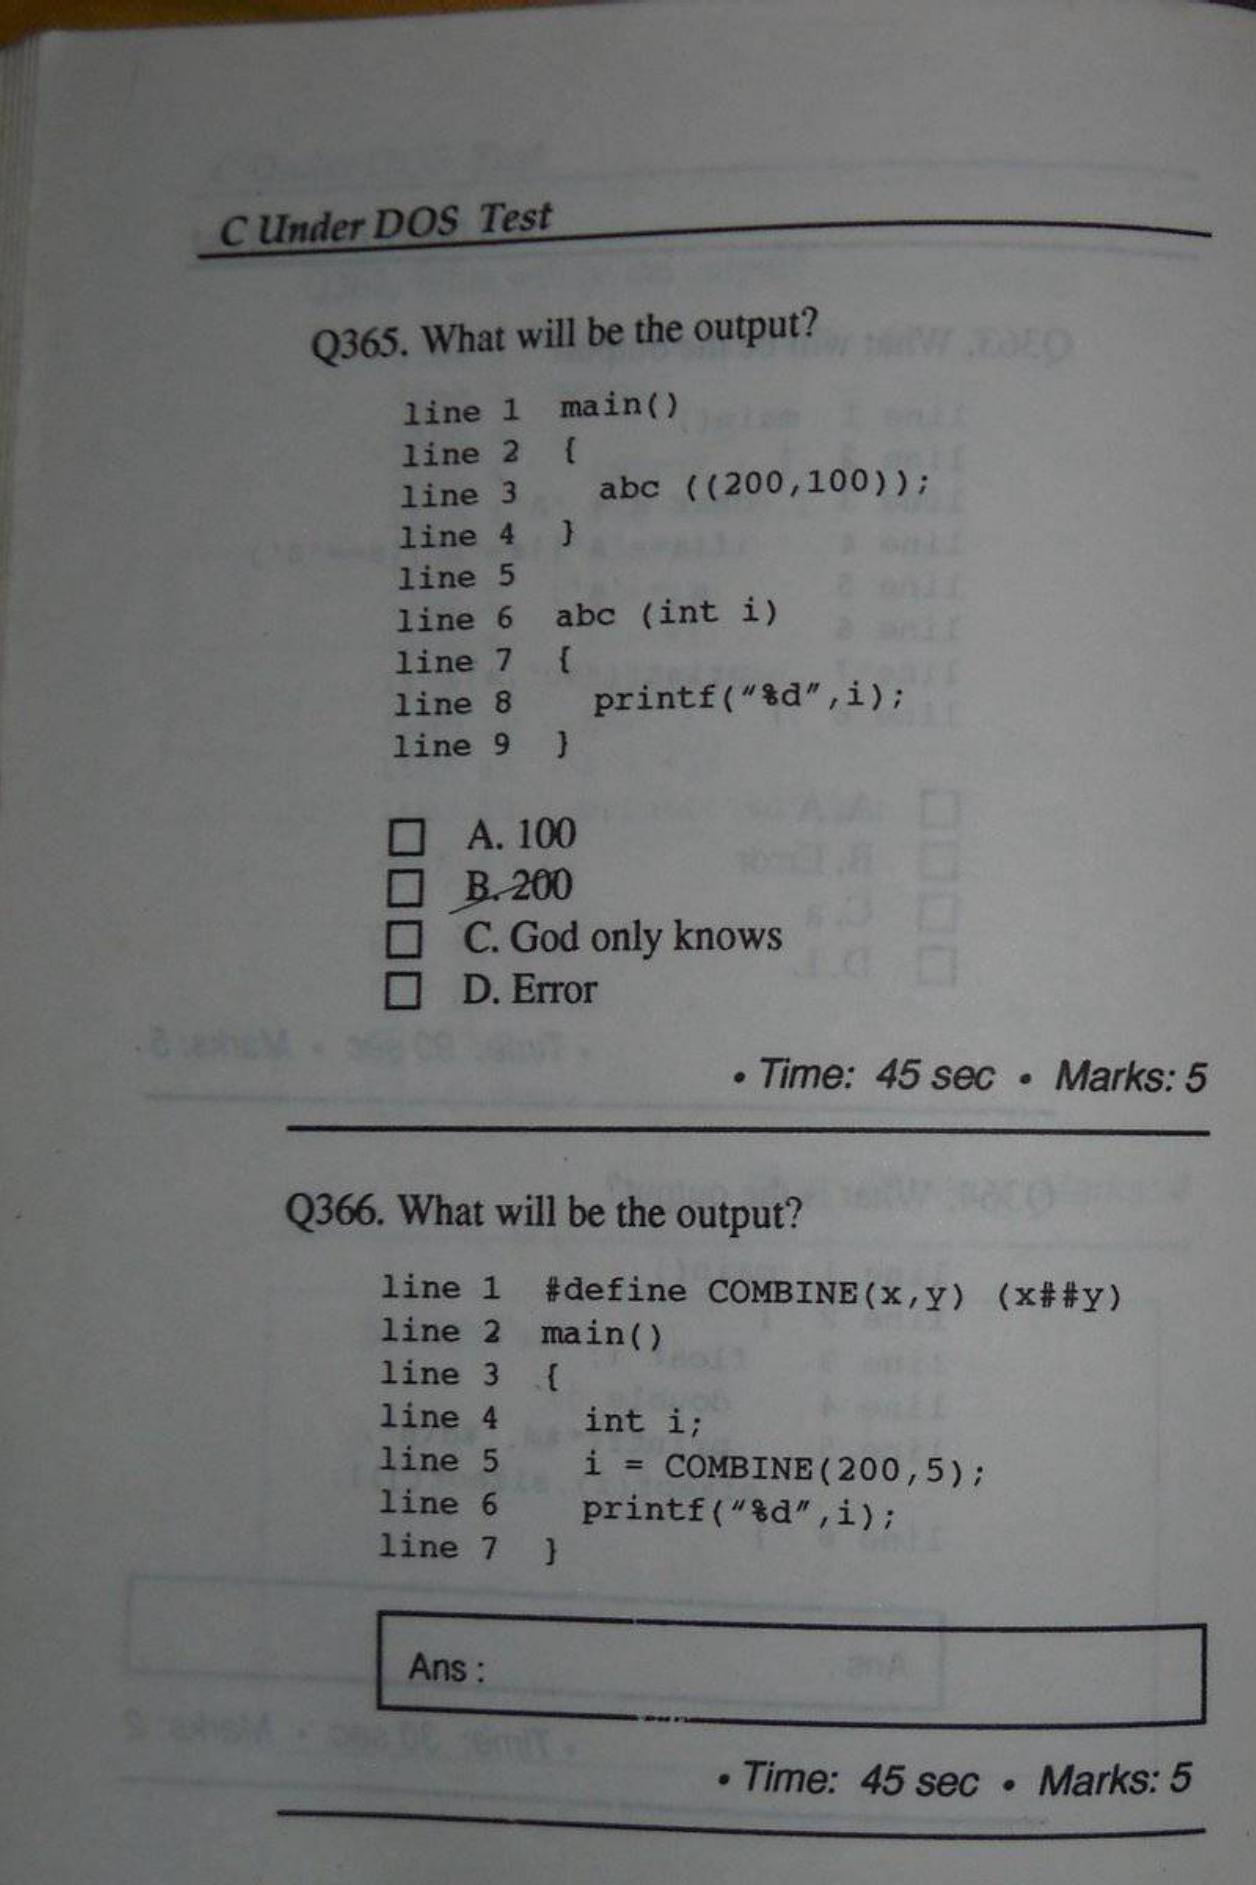 C Under DOS Test
Q365. What will be the output?
line 1 main()
line 2 {
line 3 abc ((200,100));
line 4 }
line 5
line 6 abc (int i)
line 7 {
line 8 printf("%d",i);
line 9 }
A. 100
B. 200
C. God only knows
D. Error
• Time: 45 sec • Marks: 5
Q366. What will be the output?
line 1 #define COMBINE(x,y) (x##y)
line 2 main()
line 3 {
line 4 int i;
line 5 i = COMBINE(200,5);
line 6 printf("%d",i);
line 7 }
Ans :
• Time: 45 sec • Marks: 5